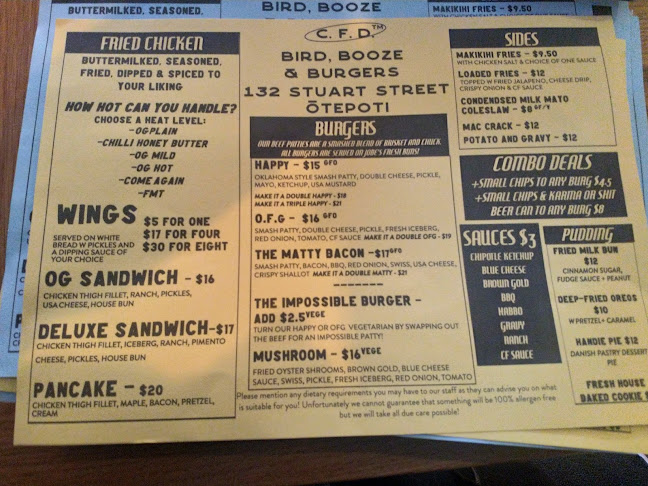 BUTTERMILKED, SEASONED,
BIRD, BOOZE
MAKIKIHI FRIES - $9.50
FRIED CHICKEN
BUTTERMILKED, SEASONED,
FRIED, DIPPED & SPICED TO
YOUR LIKING
HOW HOT CAN YOU HANDLE?
CHOOSE A HEAT LEVEL:
-OG PLAIN
-CHILLI HONEY BUTTER
-OG MILD
-OG HOT
-COME AGAIN
-FMT
WINGS
SERVED ON WHITE
BREAD W PICKLES AND
A DIPPING SAUCE OF
YOUR CHOICE
$5 FOR ONE
$17 FOR FOUR
$30 FOR EIGHT
OG SANDWICH - $16
CHICKEN THIGH FILLET, RANCH, PICKLES,
USA CHEESE, HOUSE BUN
DELUXE SANDWICH-$17
CHICKEN THIGH FILLET, ICEBERG, RANCH, PIMENTO
CHEESE, PICKLES, HOUSE BUN
PANCAKE - $20
CHICKEN THIGH FILLET, MAPLE, BACON, PRETZEL,
CREAM
C. F. D.™
BIRD, BOOZE
& BURGERS
132 STUART STREET
ŌTEPOTI
BURGERS
OUR BEEF PATTIES ARE A SMASHED BLEND OF BRISKET AND CHUCK.
ALL BURGERS ARE SERVED ON JUDE'S FRESH BUNS!
HAPPY - $15 GFO
OKLAHOMA STYLE SMASH PATTY, DOUBLE CHEESE, PICKLE,
MAYO, KETCHUP, USA MUSTARD
MAKE IT A DOUBLE HAPPY - $18
MAKE IT A TRIPLE HAPPY - $21
O.F.G - $16 GFO
SMASH PATTY, DOUBLE CHEESE, PICKLE, FRESH ICEBERG,
RED ONION, TOMATO, CF SAUCE MAKE IT A DOUBLE OFG - $19
THE MATTY BACON -$17 GFO
SMASH PATTY, BACON, BBQ, RED ONION, SWISS, USA CHEESE,
CRISPY SHALLOT MAKE IT A DOUBLE MATTY - $21
-------
THE IMPOSSIBLE BURGER -
ADD $2.5 VEGE
TURN OUR HAPPY OR OFG VEGETARIAN BY SWAPPING OUT
THE BEEF FOR AN IMPOSSIBLE PATTY!
MUSHROOM - $16 VEGE
FRIED OYSTER SHROOMS, BROWN GOLD, BLUE CHEESE
SAUCE, SWISS, PICKLE, FRESH ICEBERG, RED ONION, TOMATO
Please mention any dietary requirements you may have to our staff as they can advise you on what
is suitable for you! Unfortunately we cannot guarantee that something will be 100% allergen free
but we will take all due care possible!
SIDES
MAKIKIHI FRIES - $9.50
WITH CHICKEN SALT & CHOICE OF ONE SAUCE
LOADED FRIES - $12
TOPPED W FRIED JALAPENO, CHEESE DRIP,
CRISPY ONION & CF SAUCE
CONDENDSED MILK MAYO
COLESLAW - $8 GF/V
MAC CRACK - $12
POTATO AND GRAVY - $12
COMBO DEALS
+SMALL CHIPS TO ANY BURG $4.5
+SMALL CHIPS & KARMA OR SHIT
BEER CAN TO ANY BURG $8
SAUCES $3
CHIPOTLE KETCHUP
BLUE CHEESE
BROWN GOLD
BBQ
HABBO
GRAVY
RANCH
CF SAUCE
PUDDING
FRIED MILK BUN
$12
CINNAMON SUGAR,
FUDGE SAUCE + PEANUT
DEEP-FRIED OREOS
$10
W PRETZEL+ CARAMEL
HANDIE PIE $12
DANISH PASTRY DESSERT
PIE
FRESH HOUSE
BAKED COOKIE